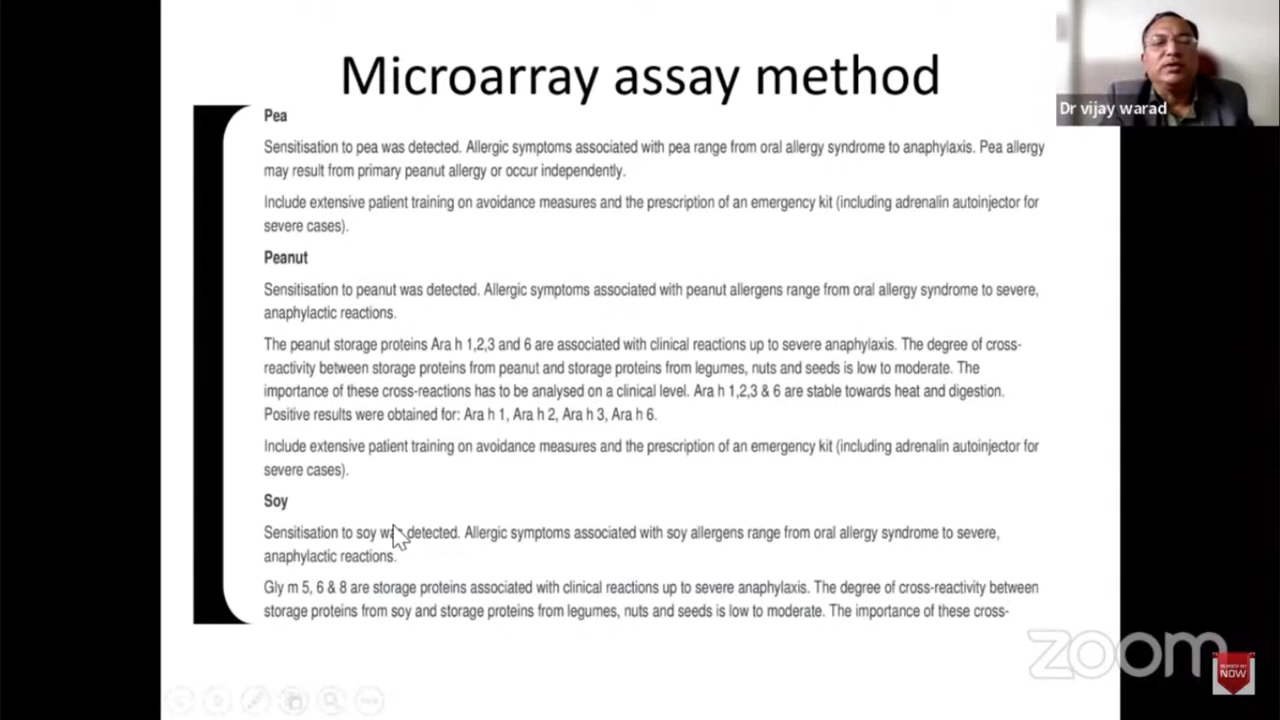 Microarray assay method
Dr vijay warad
Pea
Sensitisation to pea was detected. Allergic symptoms associated with pea range from oral allergy syndrome to anaphylaxis. Pea allergy
may result from primary peanut allergy or occur independently.
Include extensive patient training on avoidance measures and the prescription of an emergency kit (including adrenalin autoinjector for
severe cases).
Peanut
Sensitisation to peanut was detected. Allergic symptoms associated with peanut allergens range from oral allergy syndrome to severe,
anaphylactic reactions.
The peanut storage proteins Ara h 1,2,3 and 6 are associated with clinical reactions up to severe anaphylaxis. The degree of cross-
reactivity between storage proteins from peanut and storage proteins from legumes, nuts and seeds is low to moderate. The
importance of these cross-reactions has to be analysed on a clinical level. Ara h 1,2,3 & 6 are stable towards heat and digestion.
Positive results were obtained for: Ara h 1, Ara h 2, Ara h 3, Ara h 6.
Include extensive patient training on avoidance measures and the prescription of an emergency kit (including adrenalin autoinjector for
severe cases).
Soy
Sensitisation to soy was detected. Allergic symptoms associated with soy allergens range from oral allergy syndrome to severe,
anaphylactic reactions.
Gly m 5, 6 & 8 are storage proteins associated with clinical reactions up to severe anaphylaxis. The degree of cross-reactivity between
storage proteins from soy and storage proteins from legumes, nuts and seeds is low to moderate. The importance of these cross-
zoom
NOW